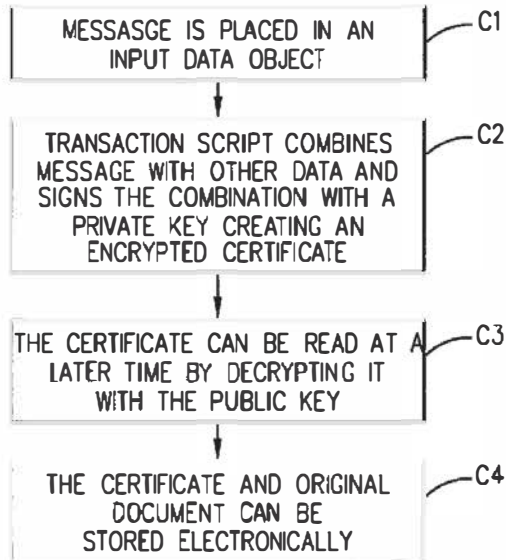 MESSASGE IS PLACED IN AN
INPUT DATA OBJECT
C1
TRANSACTION SCRIPT COMBINES
MESSAGE WITH OTHER DATA AND
SIGNS THE COMBINATION WITH A
PRIVATE KEY CREATING AN
ENCRYPTED CERTIFICATE
C2
THE CERTIFICATE CAN BE READ AT A
LATER TIME BY DECRYPTING IT
WITH THE PUBLIC KEY
C3
THE CERTIFICATE AND ORIGINAL
DOCUMENT CAN BE
STORED ELECTRONICALLY
C4